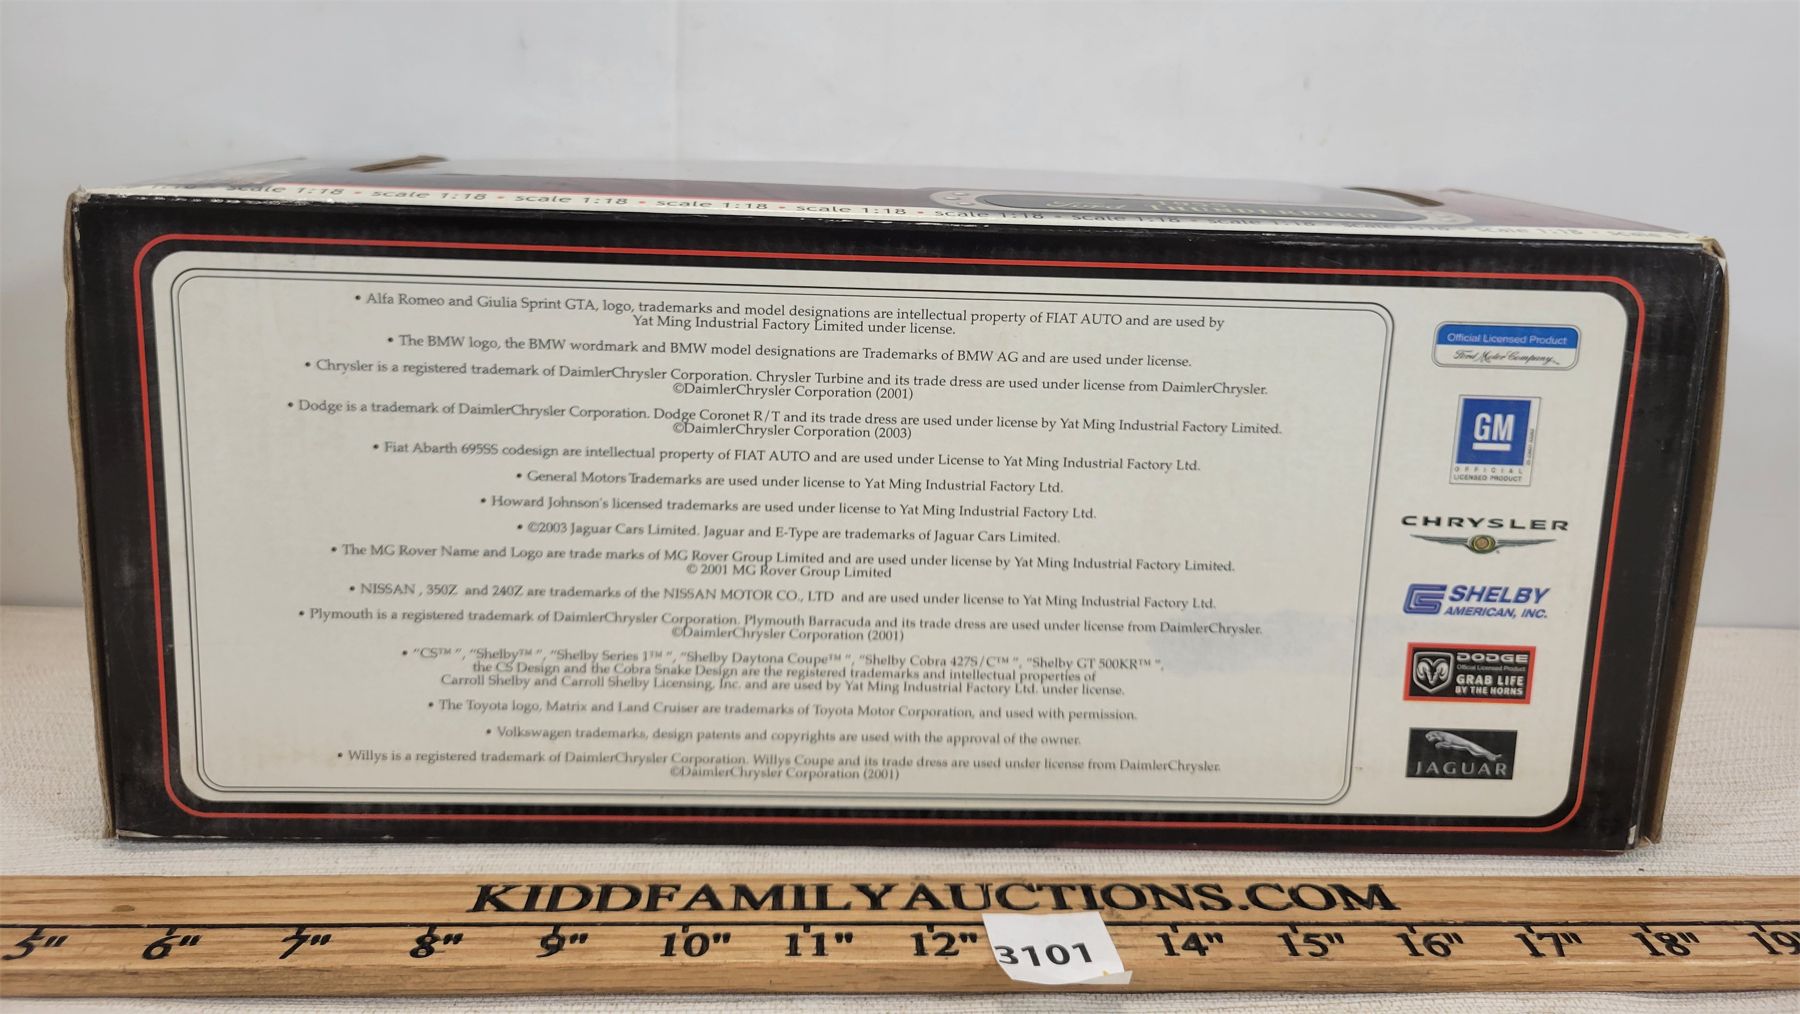 scale 1:18 • scale 1:18 • scale 1:18 • scale 1:18 • scale 1:18 • scale 1:18 • scale 1:18
Ford THUNDERBIRD
• Alfa Romeo and Giulia Sprint GTA, logo, trademarks and model designations are intellectual property of FIAT AUTO and are used by
Yat Ming Industrial Factory Limited under license.
• The BMW logo, the BMW wordmark and BMW model designations are Trademarks of BMW AG and are used under license.
• Chrysler is a registered trademark of DaimlerChrysler Corporation. Chrysler Turbine and its trade dress are used under license from DaimlerChrysler.
©DaimlerChrysler Corporation (2001)
• Dodge is a trademark of DaimlerChrysler Corporation. Dodge Coronet R/T and its trade dress are used under license by Yat Ming Industrial Factory Limited.
©DaimlerChrysler Corporation (2003)
• Fiat Abarth 695SS codesign are intellectual property of FIAT AUTO and are used under License to Yat Ming Industrial Factory Ltd.
• General Motors Trademarks are used under license to Yat Ming Industrial Factory Ltd.
• Howard Johnson's licensed trademarks are used under license to Yat Ming Industrial Factory Ltd.
• ©2003 Jaguar Cars Limited. Jaguar and E-Type are trademarks of Jaguar Cars Limited.
• The MG Rover Name and Logo are trade marks of MG Rover Group Limited and are used under license by Yat Ming Industrial Factory Limited.
© 2001 MG Rover Group Limited
• NISSAN , 350Z and 240Z are trademarks of the NISSAN MOTOR CO., LTD and are used under license to Yat Ming Industrial Factory Ltd.
• Plymouth is a registered trademark of DaimlerChrysler Corporation. Plymouth Barracuda and its trade dress are used under license from DaimlerChrysler.
©DaimlerChrysler Corporation (2001)
• "CS™ ", "Shelby™ ", "Shelby Series 1™ ", "Shelby Daytona Coupe™ ", "Shelby Cobra 427S/C™ ", "Shelby GT 500KR™ ",
the CS Design and the Cobra Snake Design are the registered trademarks and intellectual properties of
Carroll Shelby and Carroll Shelby Licensing, Inc. and are used by Yat Ming Industrial Factory Ltd. under license.
• The Toyota logo, Matrix and Land Cruiser are trademarks of Toyota Motor Corporation, and used with permission.
• Volkswagen trademarks, design patents and copyrights are used with the approval of the owner.
• Willys is a registered trademark of DaimlerChrysler Corporation. Willys Coupe and its trade dress are used under license from DaimlerChrysler.
©DaimlerChrysler Corporation (2001)
Official Licensed Product
Ford Motor Company
GM
OFFICIAL
LICENSED PRODUCT
CHRYSLER
SHELBY
AMERICAN, INC.
DODGE
Official Licensed Product
GRAB LIFE
BY THE HORNS
JAGUAR
KIDDFAMILYAUCTIONS.COM
5" 6" 7" 8" 9" 10" 11" 12" 14" 15" 16" 17" 18" 19
3101